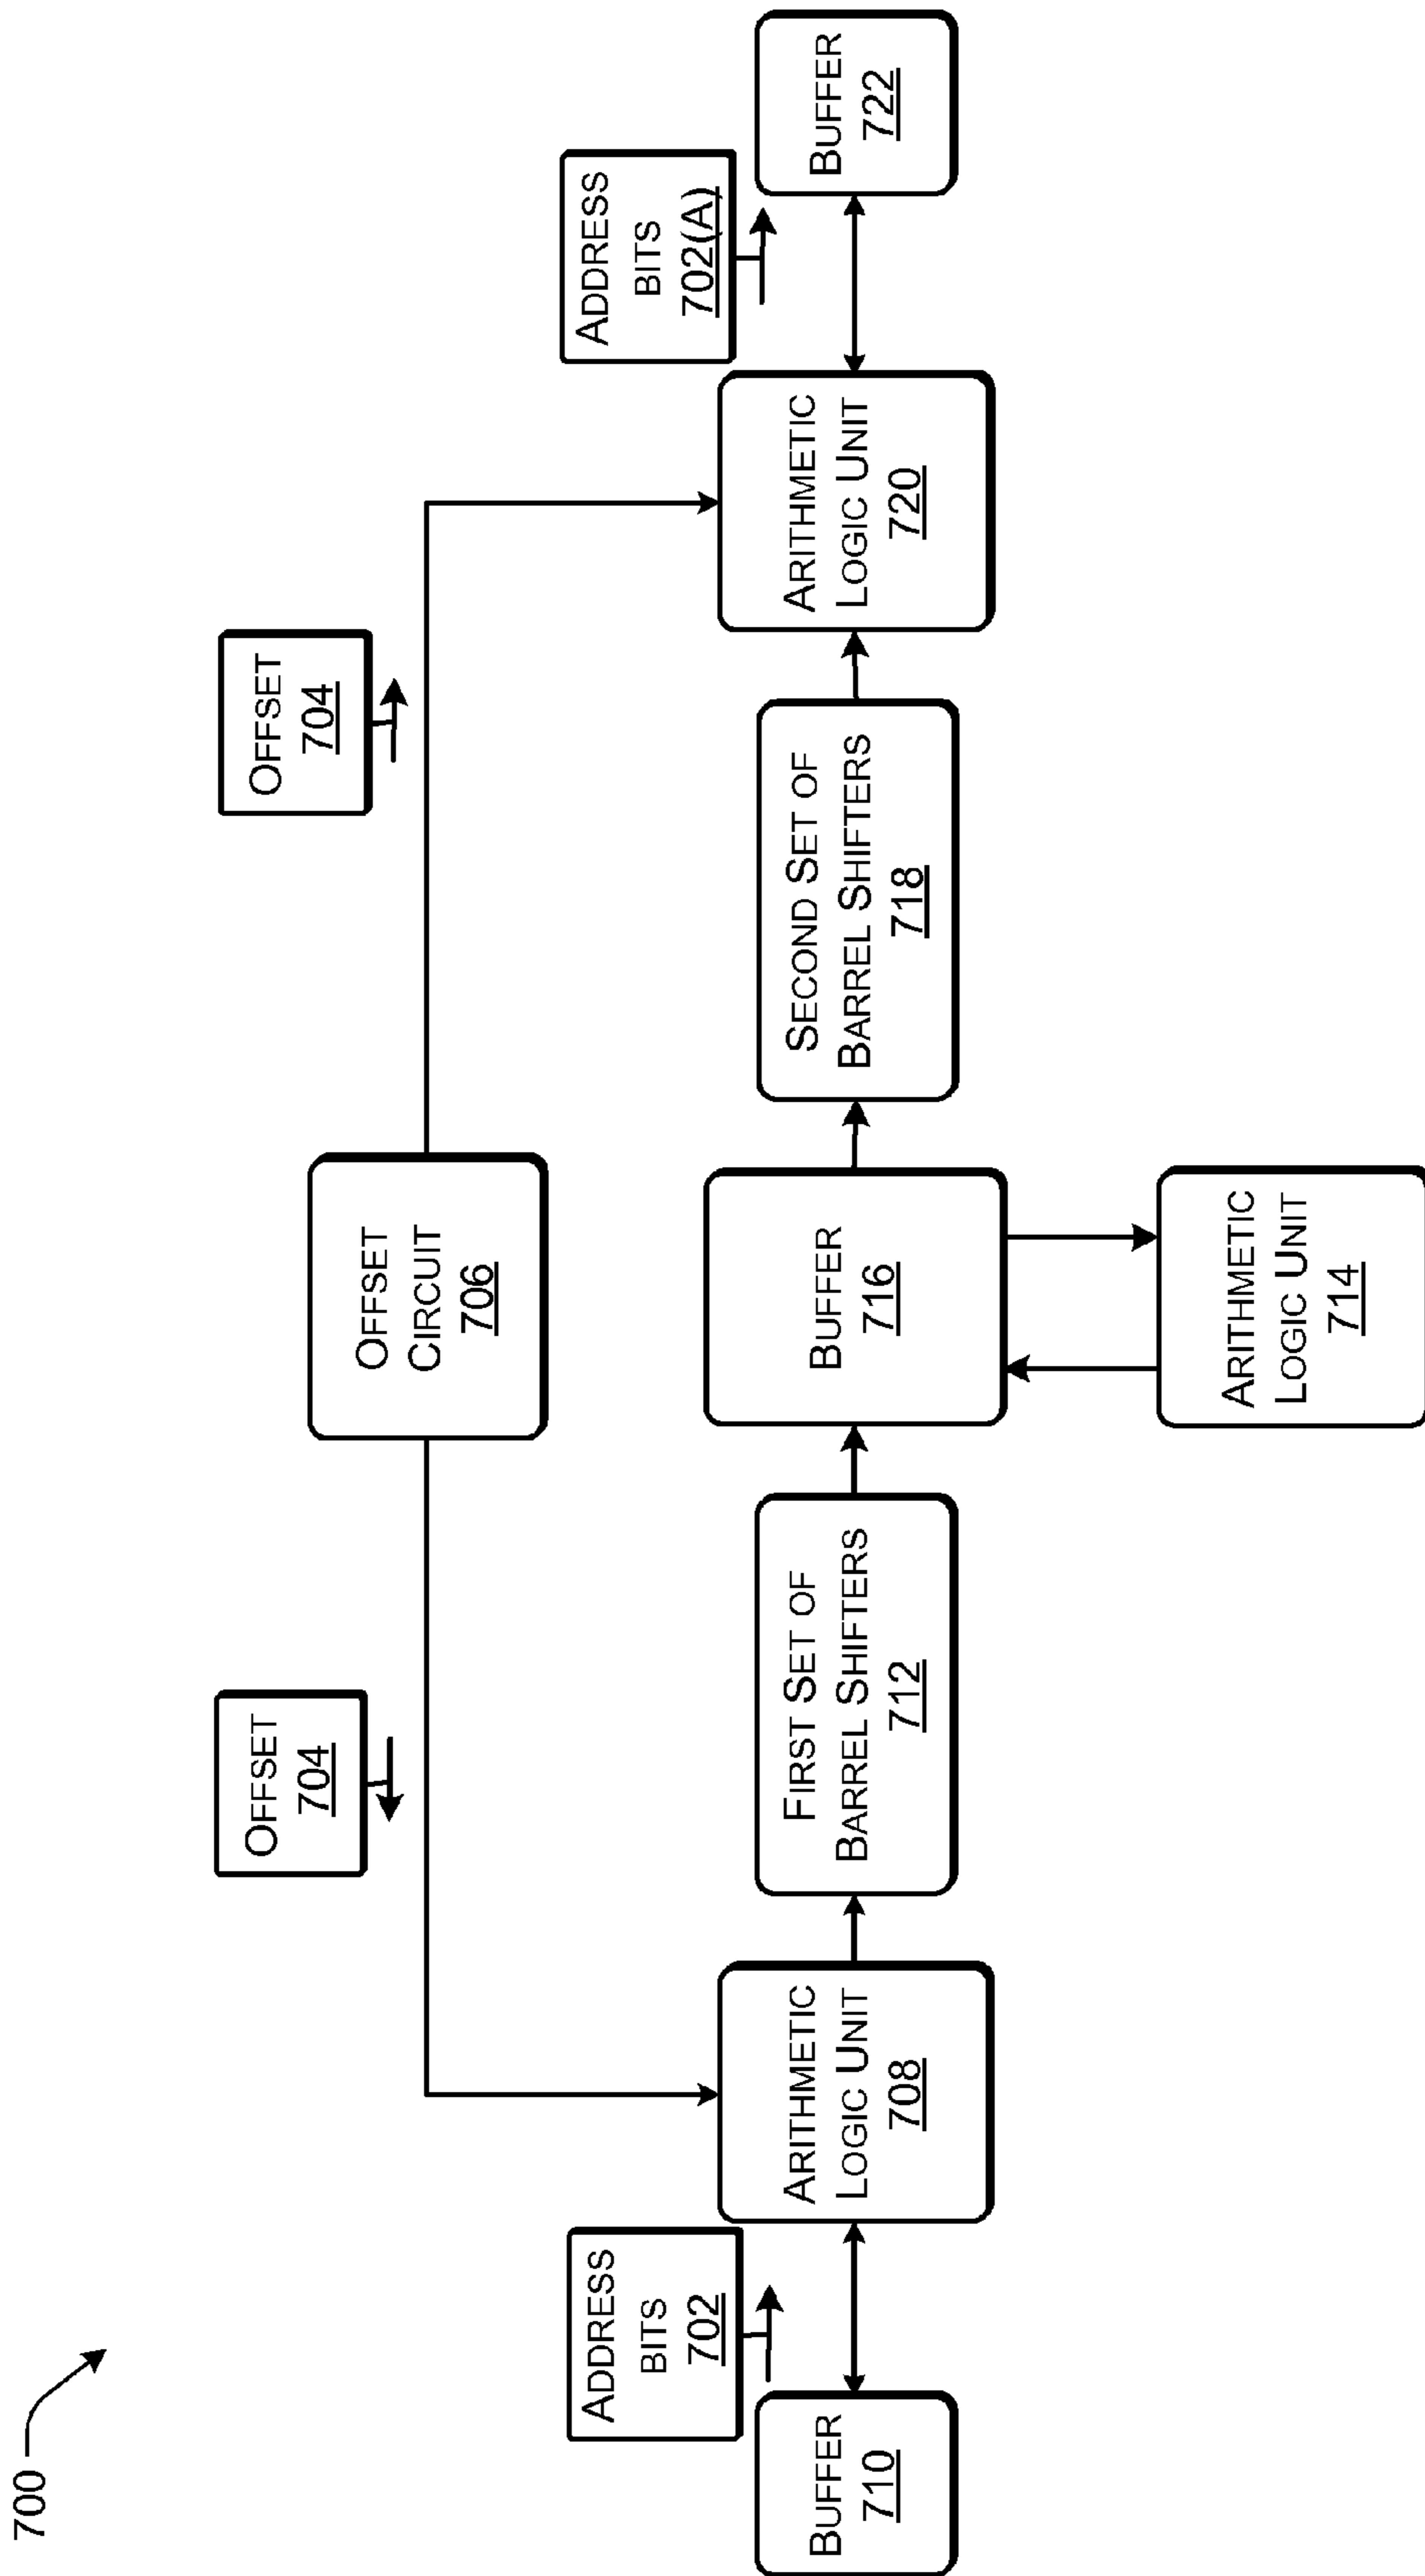 700
OFFSET
704
OFFSET
704
OFFSET
CIRCUIT
706
ADDRESS
BITS
702
ADDRESS
BITS
702(A)
BUFFER
710
ARITHMETIC
LOGIC UNIT
708
FIRST SET OF
BARREL SHIFTERS
712
BUFFER
716
SECOND SET OF
BARREL SHIFTERS
718
ARITHMETIC
LOGIC UNIT
720
BUFFER
722
ARITHMETIC
LOGIC UNIT
714